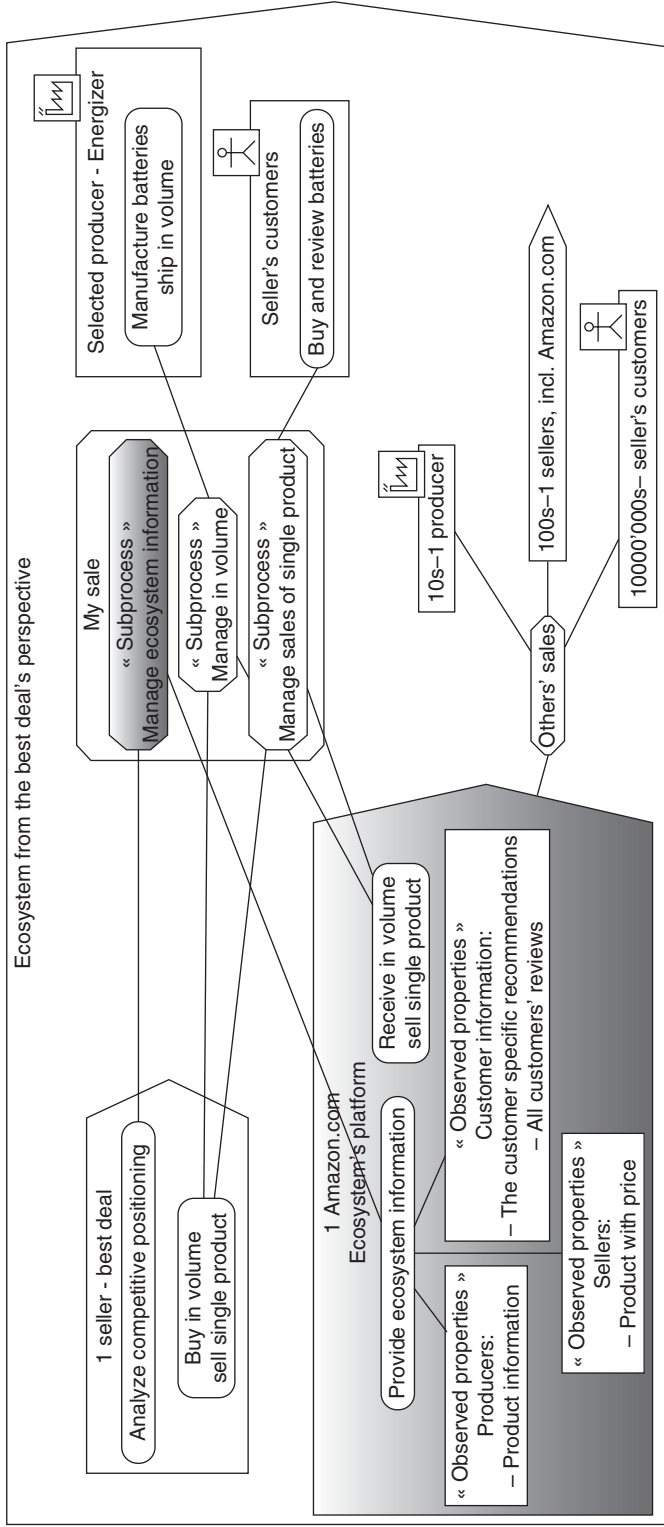 Ecosystem from the best deal's perspective
1 seller - best deal
Analyze competitive positioning
Buy in volume
sell single product
My sale
« Subprocess »
Manage ecosystem information
« Subprocess »
Manage in volume
« Subprocess »
Manage sales of single product
Selected producer - Energizer
Manufacture batteries
ship in volume
Seller's customers
Buy and review batteries
1 Amazon.com
Ecosystem's platform
Provide ecosystem information
Receive in volume
sell single product
« Observed properties »
Producers:
– Product information
« Observed properties »
Customer information:
– The customer specific recommendations
– All customers' reviews
« Observed properties »
Sellers:
– Product with price
Others' sales
10s–1 producer
100s–1 sellers, incl. Amazon.com
10000'000s– seller's customers